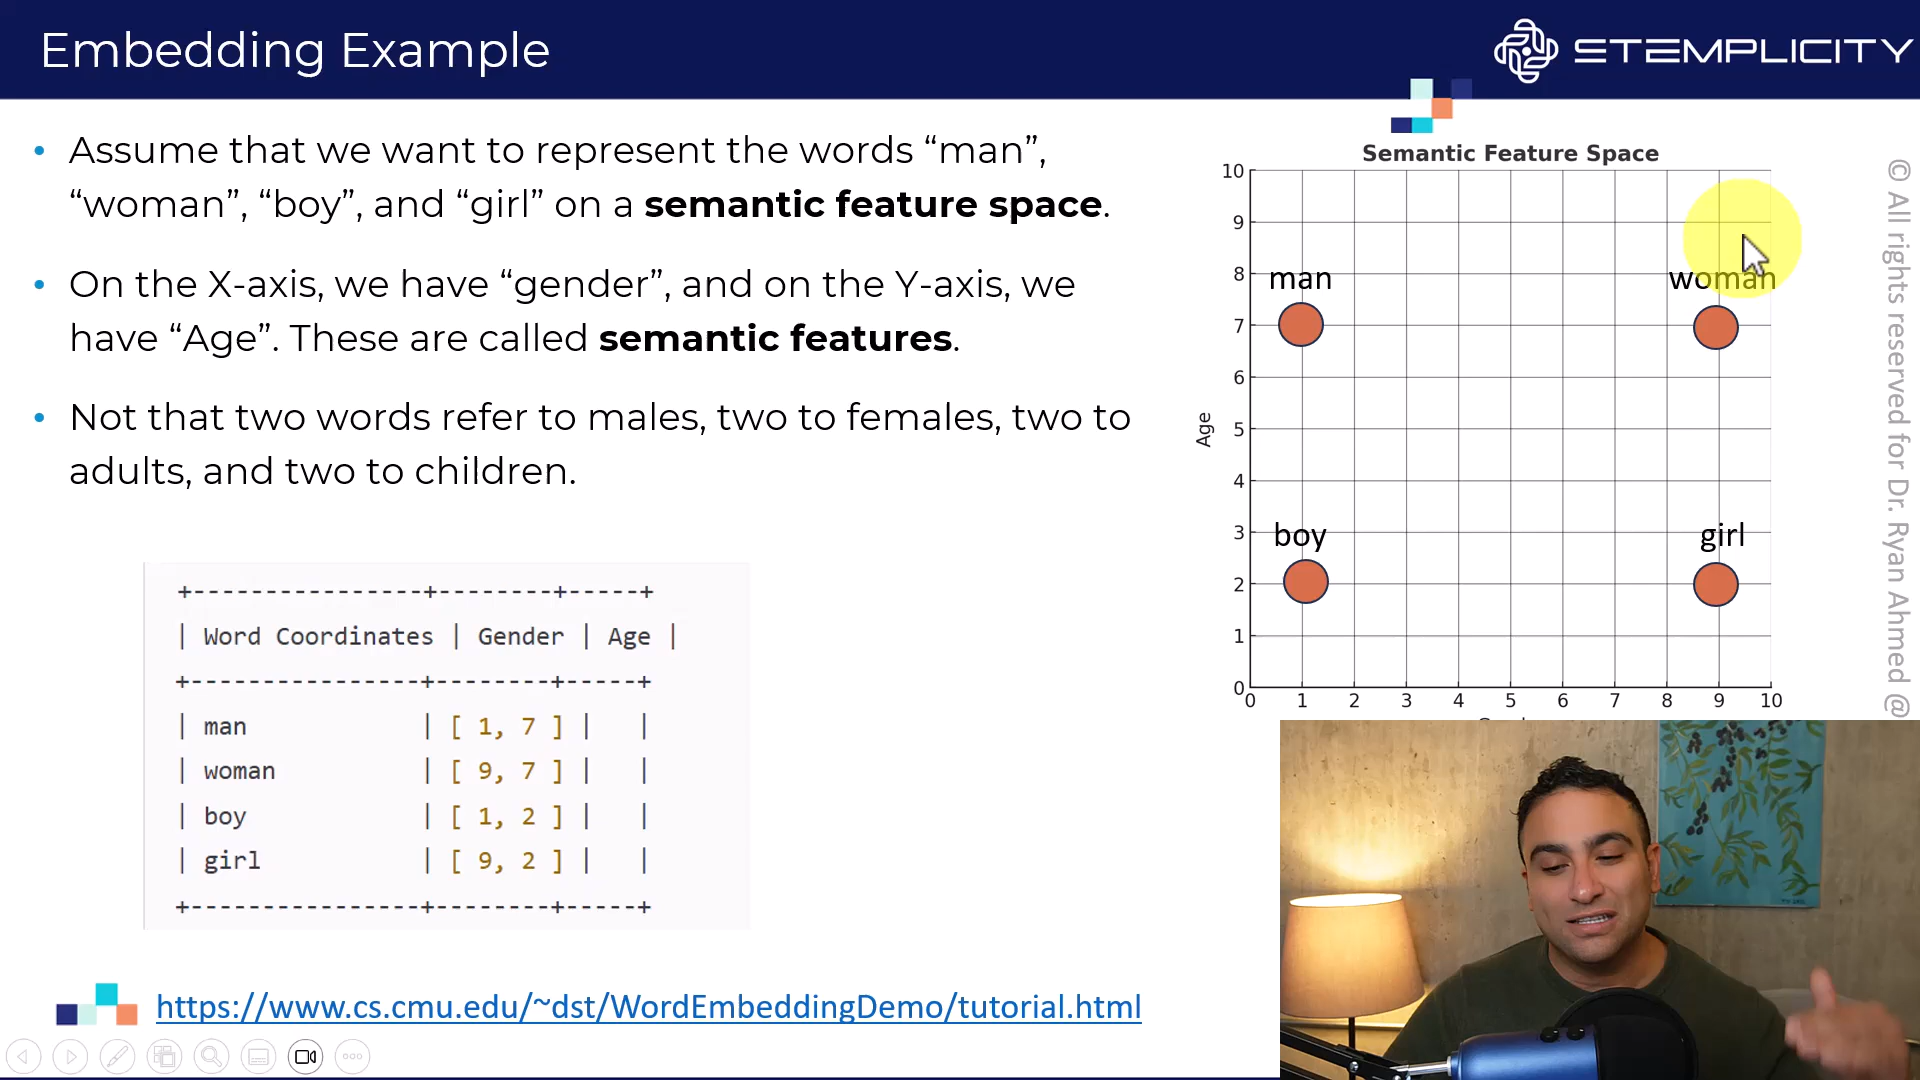 Embedding Example
STEMPLICITY
• Assume that we want to represent the words “man”,
“woman”, “boy”, and “girl” on a semantic feature space.
• On the X-axis, we have “gender”, and on the Y-axis, we
have “Age”. These are called semantic features.
• Not that two words refer to males, two to females, two to
adults, and two to children.
+----------------+--------+-----+
| Word Coordinates | Gender | Age |
+----------------+--------+-----+
| man | [ 1, 7 ] | |
| woman | [ 9, 7 ] | |
| boy | [ 1, 2 ] | |
| girl | [ 9, 2 ] | |
+----------------+--------+-----+
https://www.cs.cmu.edu/~dst/WordEmbeddingDemo/tutorial.html
Semantic Feature Space
10
9
8
7
6
5
4
3
2
1
0
Age
man
woman
boy
girl
0 1 2 3 4 5 6 7 8 9 10
© All rights reserved for Dr. Ryan Ahmed @